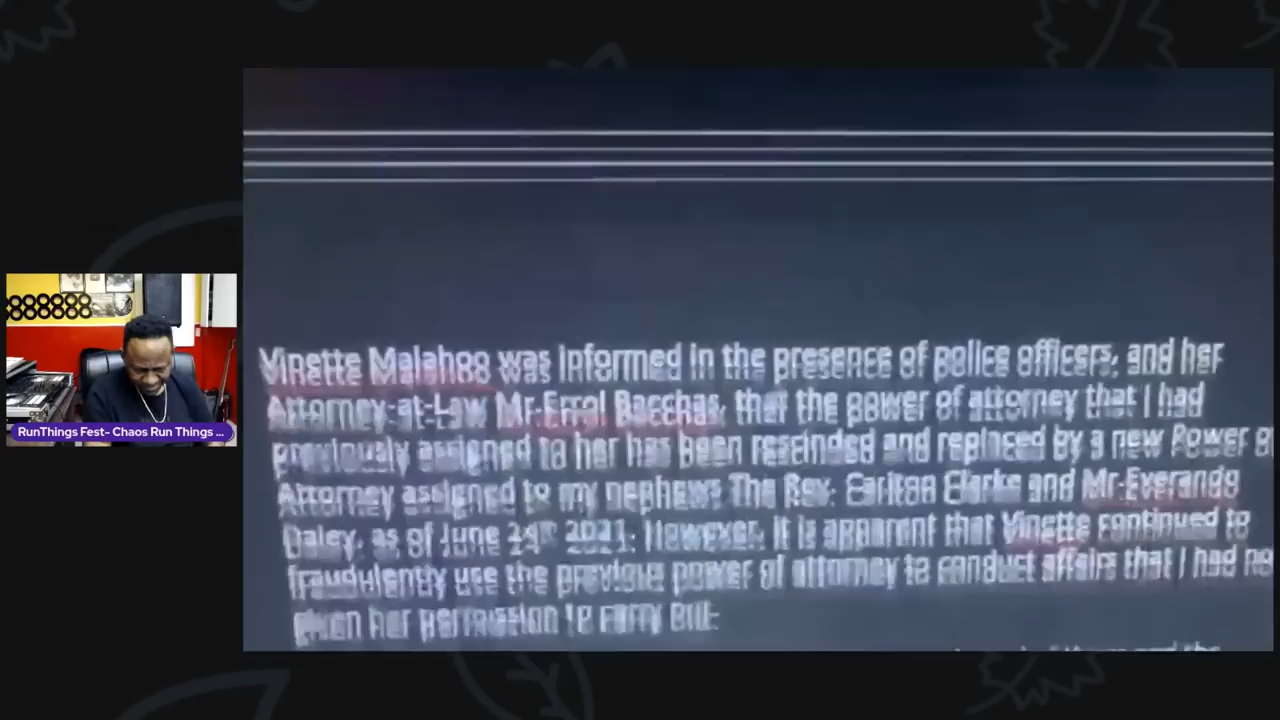 RunThings Fest- Chaos Run Things ...
Vinette Malahoo was informed in the presence of police officers, and her
Attorney-at-Law Mr.Errol Bacchas, that the power of attorney that I had
previously assigned to her has been rescinded and replaced by a new Power
Attorney assigned to my nephews The Rev. Carlton Clarke and Mr.Everando
Daley, as of June 24th 2021. However, it is apparent that Vinette continued to
fraudulently use the previous power of attorney to conduct affairs that I had
given her permission to carry out.